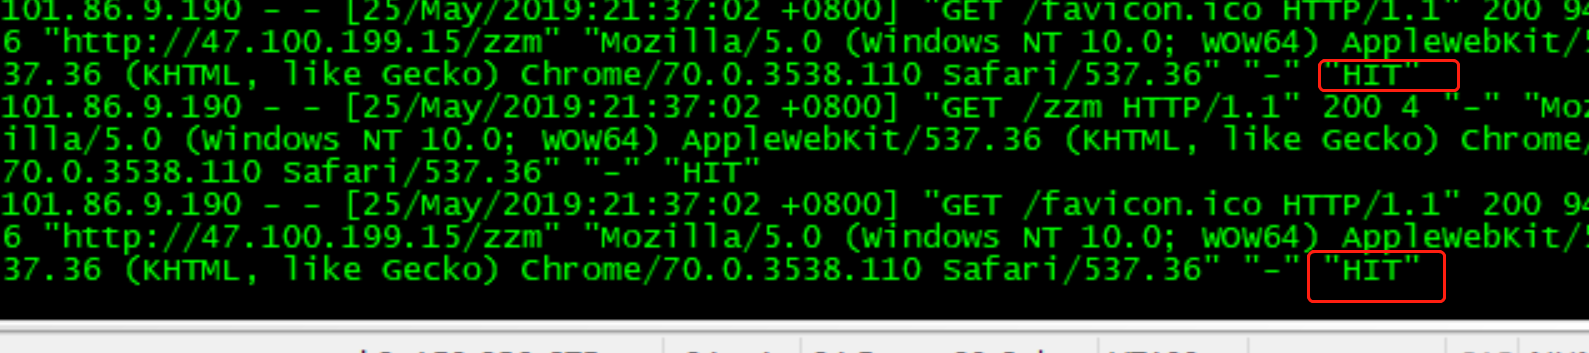 101.86.9.190 - - [25/May/2019:21:37:02 +0800] "GET /favicon.ico HTTP/1.1" 200 94
6 "http://47.100.199.15/zzm" "Mozilla/5.0 (Windows NT 10.0; WOW64) AppleWebKit/5
37.36 (KHTML, like Gecko) Chrome/70.0.3538.110 Safari/537.36" "-" "HIT"
101.86.9.190 - - [25/May/2019:21:37:02 +0800] "GET /zzm HTTP/1.1" 200 4 "-" "Moz
illa/5.0 (Windows NT 10.0; WOW64) AppleWebKit/537.36 (KHTML, like Gecko) Chrome/
70.0.3538.110 Safari/537.36" "-" "HIT"
101.86.9.190 - - [25/May/2019:21:37:02 +0800] "GET /favicon.ico HTTP/1.1" 200 94
6 "http://47.100.199.15/zzm" "Mozilla/5.0 (Windows NT 10.0; WOW64) AppleWebKit/5
37.36 (KHTML, like Gecko) Chrome/70.0.3538.110 Safari/537.36" "-" "HIT"